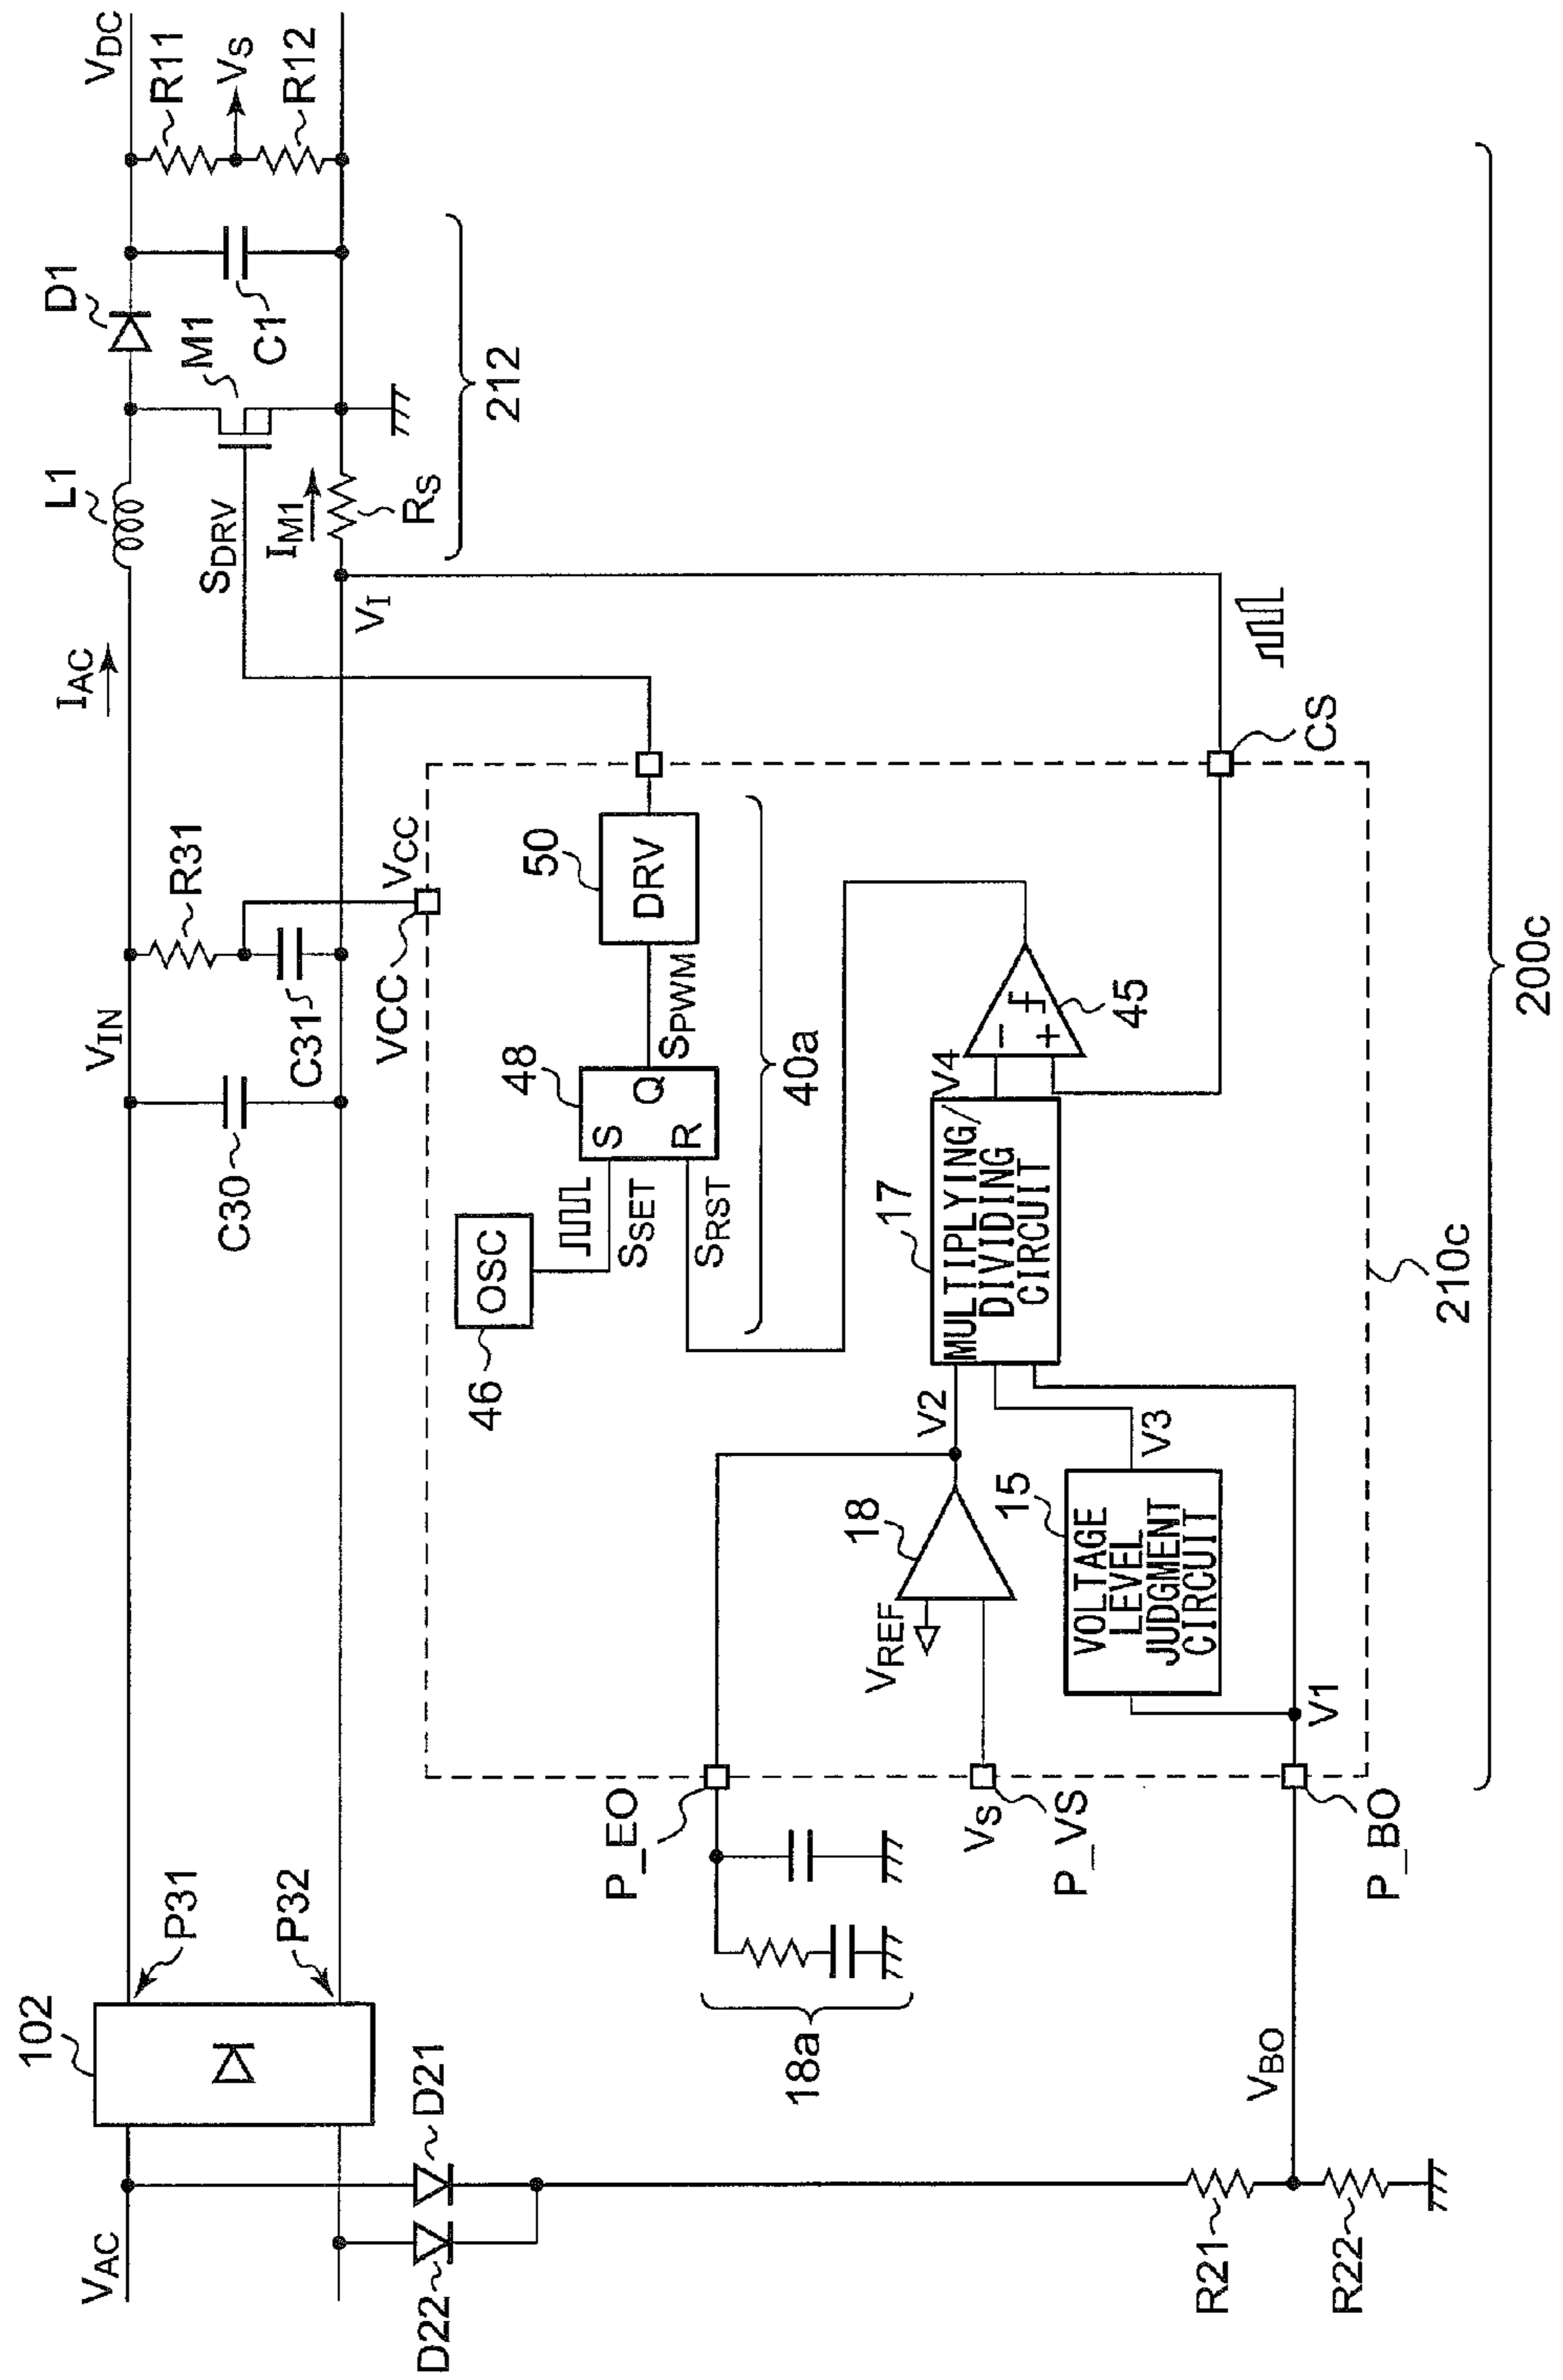 VAC
102
P31
P32
VIN
IAC
L1
D1
VDC
R11
VS
R12
C30
R31
C31
VCC
VCC
SDRV
M1
C1
IM1
RS
VI
212
D22
D21
46
OSC
SSET
SRST
48
S
R
Q
SPWM
50
DRV
40a
P_EO
18a
VREF
18
V2
17
MULTIPLYING/
DIVIDING
CIRCUIT
V4
−
+
45
CS
VS
P_VS
15
VOLTAGE
LEVEL
JUDGMENT
CIRCUIT
V3
VBO
P_BO
V1
R21
R22
210c
200c